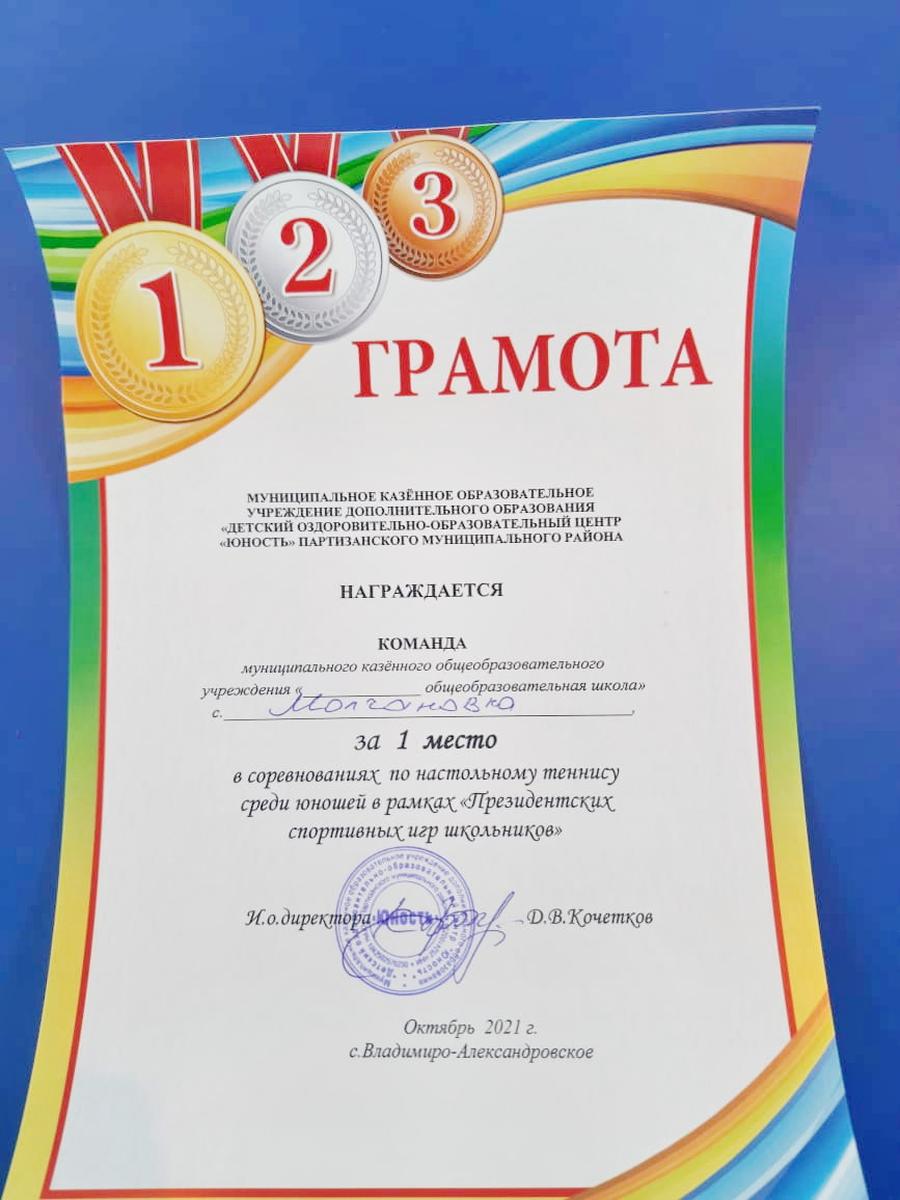 1
2
3
ГРАМОТА
МУНИЦИПАЛЬНОЕ КАЗЁННОЕ ОБРАЗОВАТЕЛЬНОЕ
УЧРЕЖДЕНИЕ ДОПОЛНИТЕЛЬНОГО ОБРАЗОВАНИЯ
«ДЕТСКИЙ ОЗДОРОВИТЕЛЬНО-ОБРАЗОВАТЕЛЬНЫЙ ЦЕНТР
«ЮНОСТЬ» ПАРТИЗАНСКОГО МУНИЦИПАЛЬНОГО РАЙОНА
НАГРАЖДАЕТСЯ
КОМАНДА
муниципального казённого общеобразовательного
учреждения «______________ общеобразовательная школа»
с. Молчановка,
за 1 место
в соревнованиях по настольному теннису
среди юношей в рамках «Президентских
спортивных игр школьников»
И.о.директора ЮНОСТЬ Д.В.Кочетков
Октябрь 2021 г.
с.Владимиро-Александровское